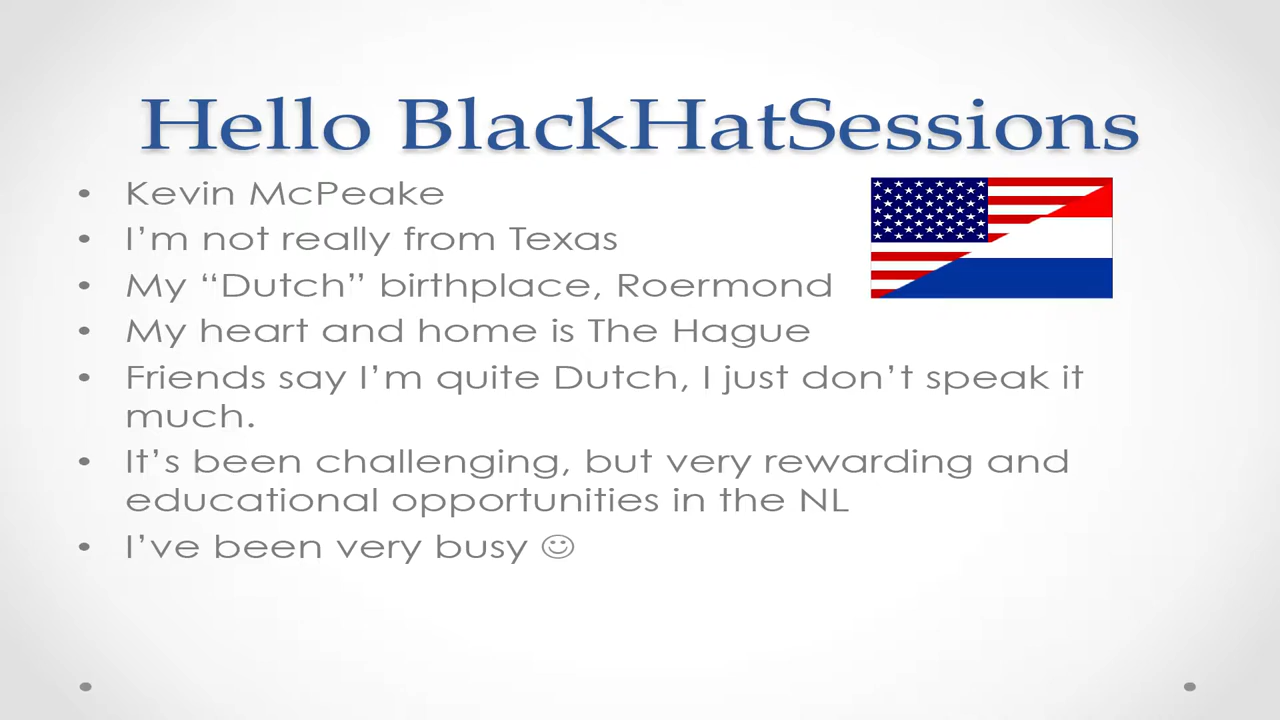 Hello BlackHatSessions
• Kevin McPeake
• I’m not really from Texas
• My “Dutch” birthplace, Roermond
• My heart and home is The Hague
• Friends say I’m quite Dutch, I just don’t speak it
much.
• It’s been challenging, but very rewarding and
educational opportunities in the NL
• I’ve been very busy ☺